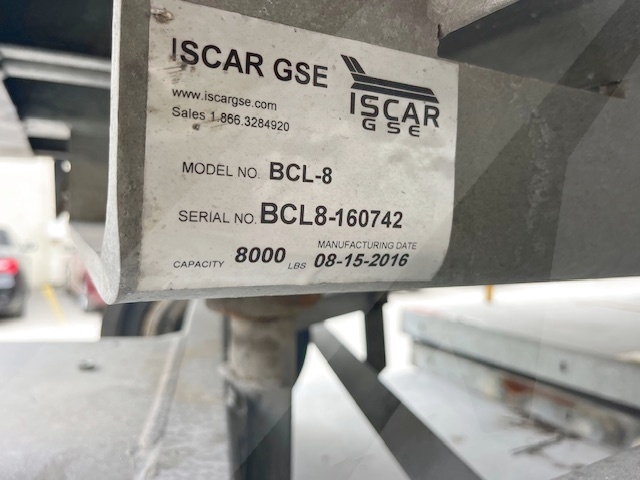 ISCAR GSE
www.iscargse.com
Sales 1.866.3284920
ISCAR
GSE
MODEL NO. BCL-8
SERIAL NO. BCL8-160742
MANUFACTURING DATE
CAPACITY 8000 LBS 08-15-2016